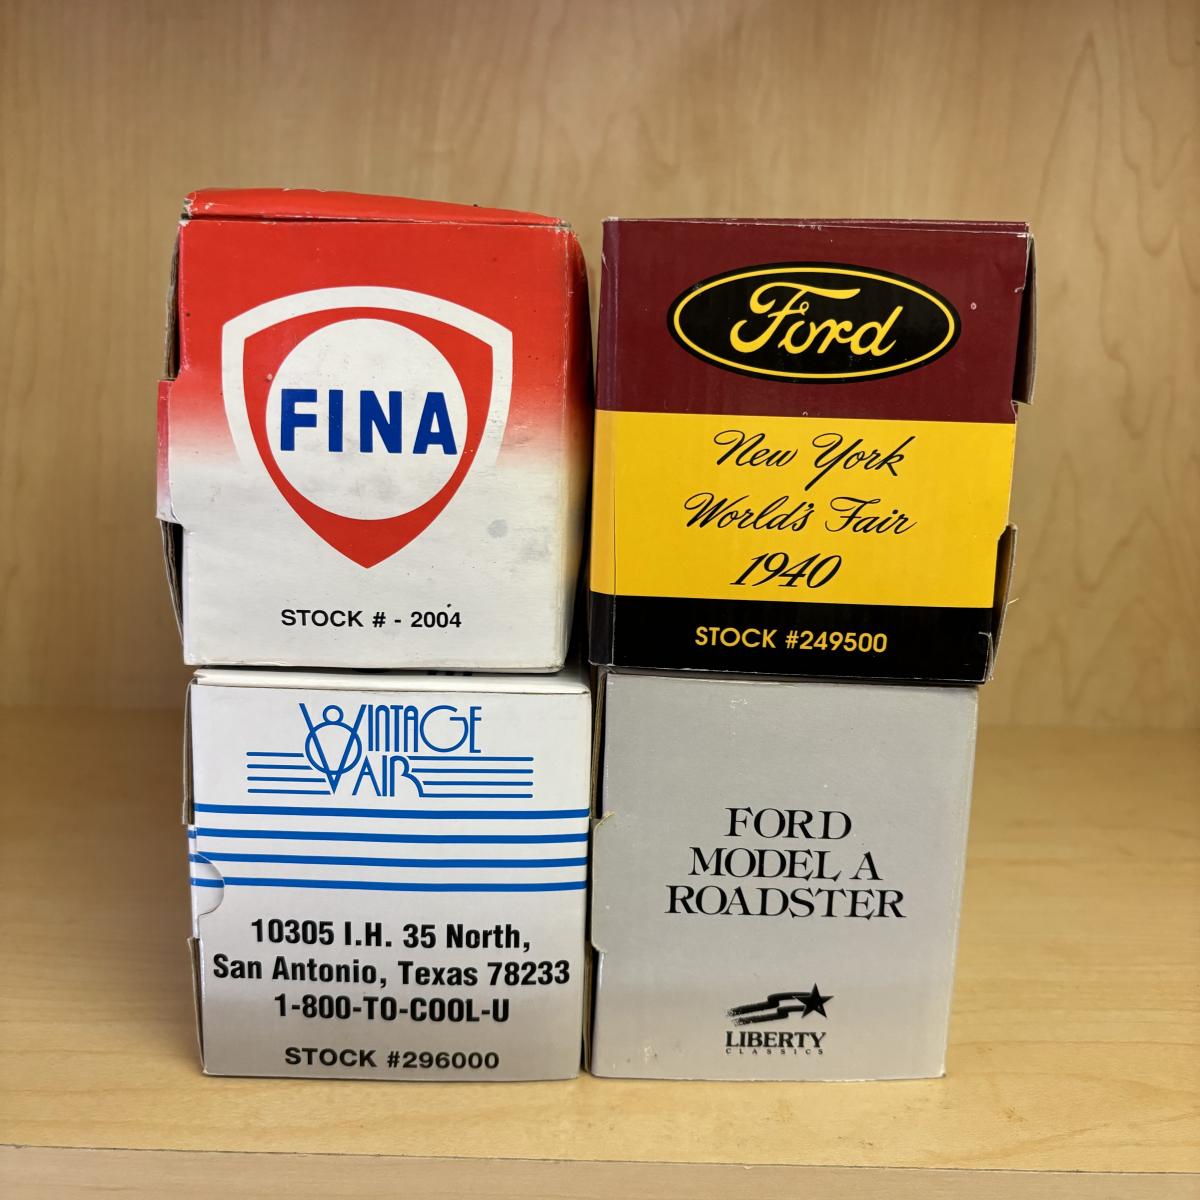 FINA
STOCK # - 2004
Ford
New York
World's Fair
1940
STOCK #249500
VINTAGE
AIR
10305 I.H. 35 North,
San Antonio, Texas 78233
1-800-TO-COOL-U
STOCK #296000
FORD
MODEL A
ROADSTER
LIBERTY
CLASSICS